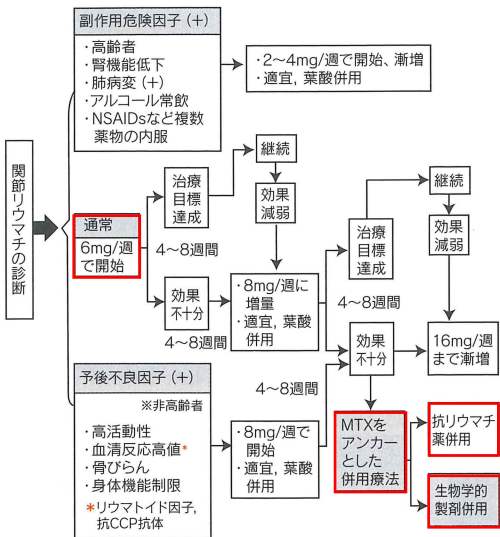 関節リウマチの診断
副作用危険因子（+）
・高齢者
・腎機能低下
・肺病変（+）
・アルコール常飲
・NSAIDsなど複数
薬物の内服
・2〜4mg/週で開始、漸増
・適宜，葉酸併用
通常
6mg/週
で開始
4〜8週間
治療
目標
達成
継続
効果
減弱
効果
不十分
4〜8週間
・8mg/週に
増量
・適宜，葉酸
併用
4〜8週間
治療
目標
達成
継続
効果
減弱
効果
不十分
16mg/週
まで漸増
予後不良因子（+）
※非高齢者
・高活動性
・血清反応高値*
・骨びらん
・身体機能制限
*リウマトイド因子，
抗CCP抗体
・8mg/週で
開始
・適宜，葉酸
併用
4〜8週間
MTXを
アンカー
とした
併用療法
抗リウマチ
薬併用
生物学的
製剤併用